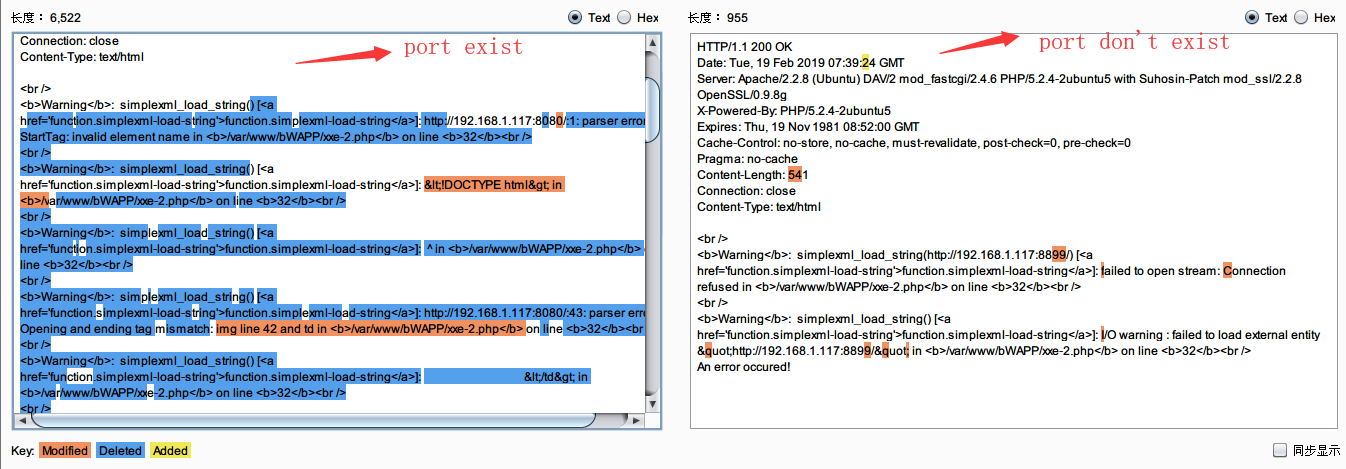 长度： 6,522
Text
Hex
Connection: close
Content-Type: text/html
port exist
<br />
<b>Warning</b>:  simplexml_load_string() [<a
href='function.simplexml-load-string'>function.simplexml-load-string</a>]: http://192.168.1.117:8080/:1: parser erro
StartTag: invalid element name in <b>/var/www/bWAPP/xxe-2.php</b> on line <b>32</b><br />
<br />
<b>Warning</b>:  simplexml_load_string() [<a
href='function.simplexml-load-string'>function.simplexml-load-string</a>]: &lt;!DOCTYPE html&gt; in
<b>/var/www/bWAPP/xxe-2.php</b> on line <b>32</b><br />
<br />
<b>Warning</b>:  simplexml_load_string() [<a
href='function.simplexml-load-string'>function.simplexml-load-string</a>]:  ^ in <b>/var/www/bWAPP/xxe-2.php</b>
line <b>32</b><br />
<br />
<b>Warning</b>:  simplexml_load_string() [<a
href='function.simplexml-load-string'>function.simplexml-load-string</a>]: http://192.168.1.117:8080/:43: parser erro
Opening and ending tag mismatch: img line 42 and td in <b>/var/www/bWAPP/xxe-2.php</b> on line <b>32</b><br
<br />
<b>Warning</b>:  simplexml_load_string() [<a
href='function.simplexml-load-string'>function.simplexml-load-string</a>]: &lt;/td&gt; in
<b>/var/www/bWAPP/xxe-2.php</b> on line <b>32</b><br />
<br />
Key: Modified Deleted Added
长度： 955
Text
Hex
HTTP/1.1 200 OK
port don't exist
Date: Tue, 19 Feb 2019 07:39:24 GMT
Server: Apache/2.2.8 (Ubuntu) DAV/2 mod_fastcgi/2.4.6 PHP/5.2.4-2ubuntu5 with Suhosin-Patch mod_ssl/2.2.8
OpenSSL/0.9.8g
X-Powered-By: PHP/5.2.4-2ubuntu5
Expires: Thu, 19 Nov 1981 08:52:00 GMT
Cache-Control: no-store, no-cache, must-revalidate, post-check=0, pre-check=0
Pragma: no-cache
Content-Length: 541
Connection: close
Content-Type: text/html
<br />
<b>Warning</b>:  simplexml_load_string(http://192.168.1.117:8899/) [<a
href='function.simplexml-load-string'>function.simplexml-load-string</a>]: failed to open stream: Connection
refused in <b>/var/www/bWAPP/xxe-2.php</b> on line <b>32</b><br />
<br />
<b>Warning</b>:  simplexml_load_string() [<a
href='function.simplexml-load-string'>function.simplexml-load-string</a>]: I/O warning : failed to load external entity
&quot;http://192.168.1.117:8899/&quot; in <b>/var/www/bWAPP/xxe-2.php</b> on line <b>32</b><br />
An error occured!
同步显示